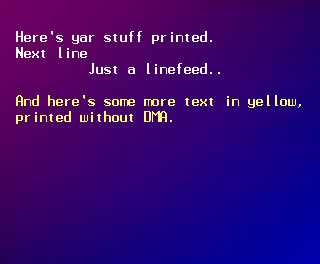 Here's yar stuff printed.
Next line
Just a linefeed..
And here's some more text in yellow,
printed without DMA.